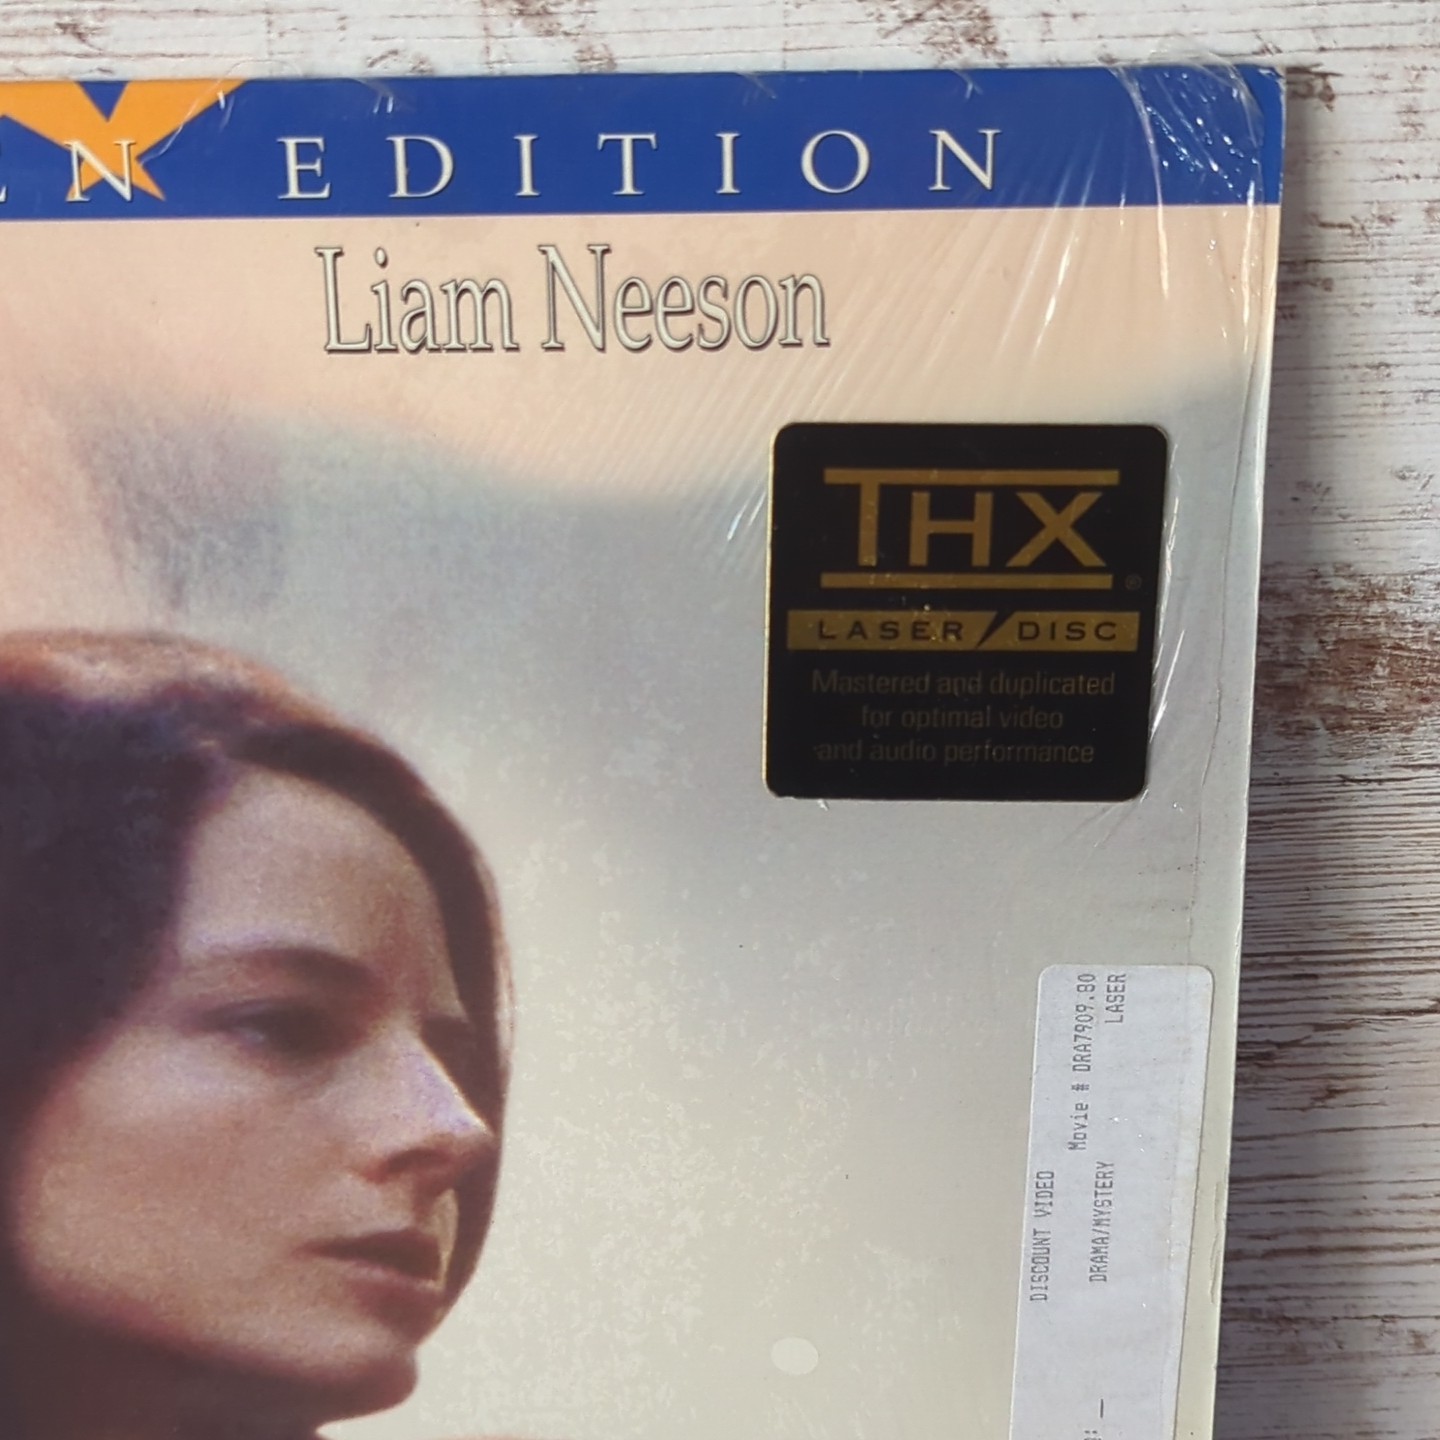 EN EDITION
Liam Neeson
THX®
LASER DISC
Mastered and duplicated
for optimal video
and audio performance
DISCOUNT VIDEO
Movie # DRA7909.80
DRAMA/MYSTERY
LASER